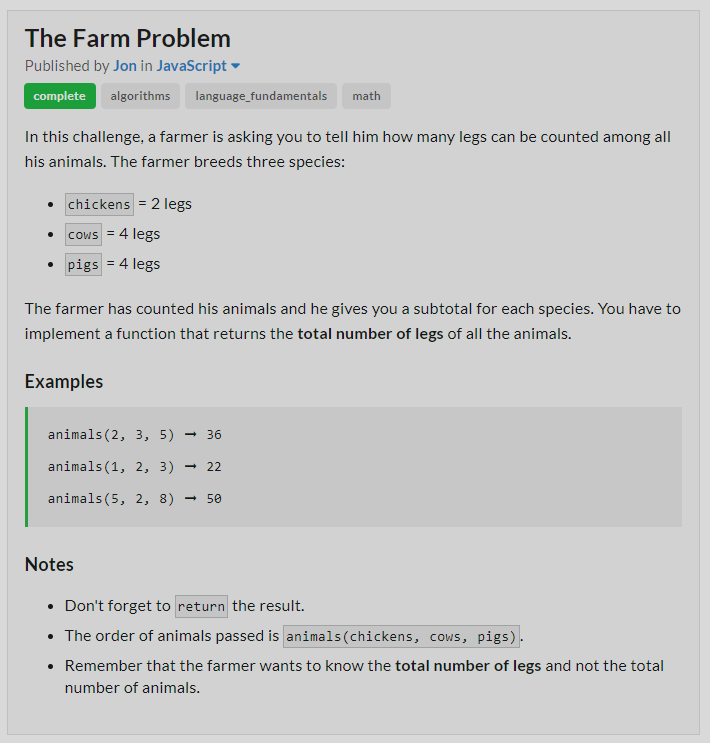 The Farm Problem
Published by Jon in JavaScript
complete algorithms language_fundamentals math
In this challenge, a farmer is asking you to tell him how many legs can be counted among all
his animals. The farmer breeds three species:
• chickens = 2 legs
• cows = 4 legs
• pigs = 4 legs
The farmer has counted his animals and he gives you a subtotal for each species. You have to
implement a function that returns the total number of legs of all the animals.
Examples
animals(2, 3, 5) ➞ 36
animals(1, 2, 3) ➞ 22
animals(5, 2, 8) ➞ 50
Notes
• Don't forget to return the result.
• The order of animals passed is animals(chickens, cows, pigs).
• Remember that the farmer wants to know the total number of legs and not the total
number of animals.